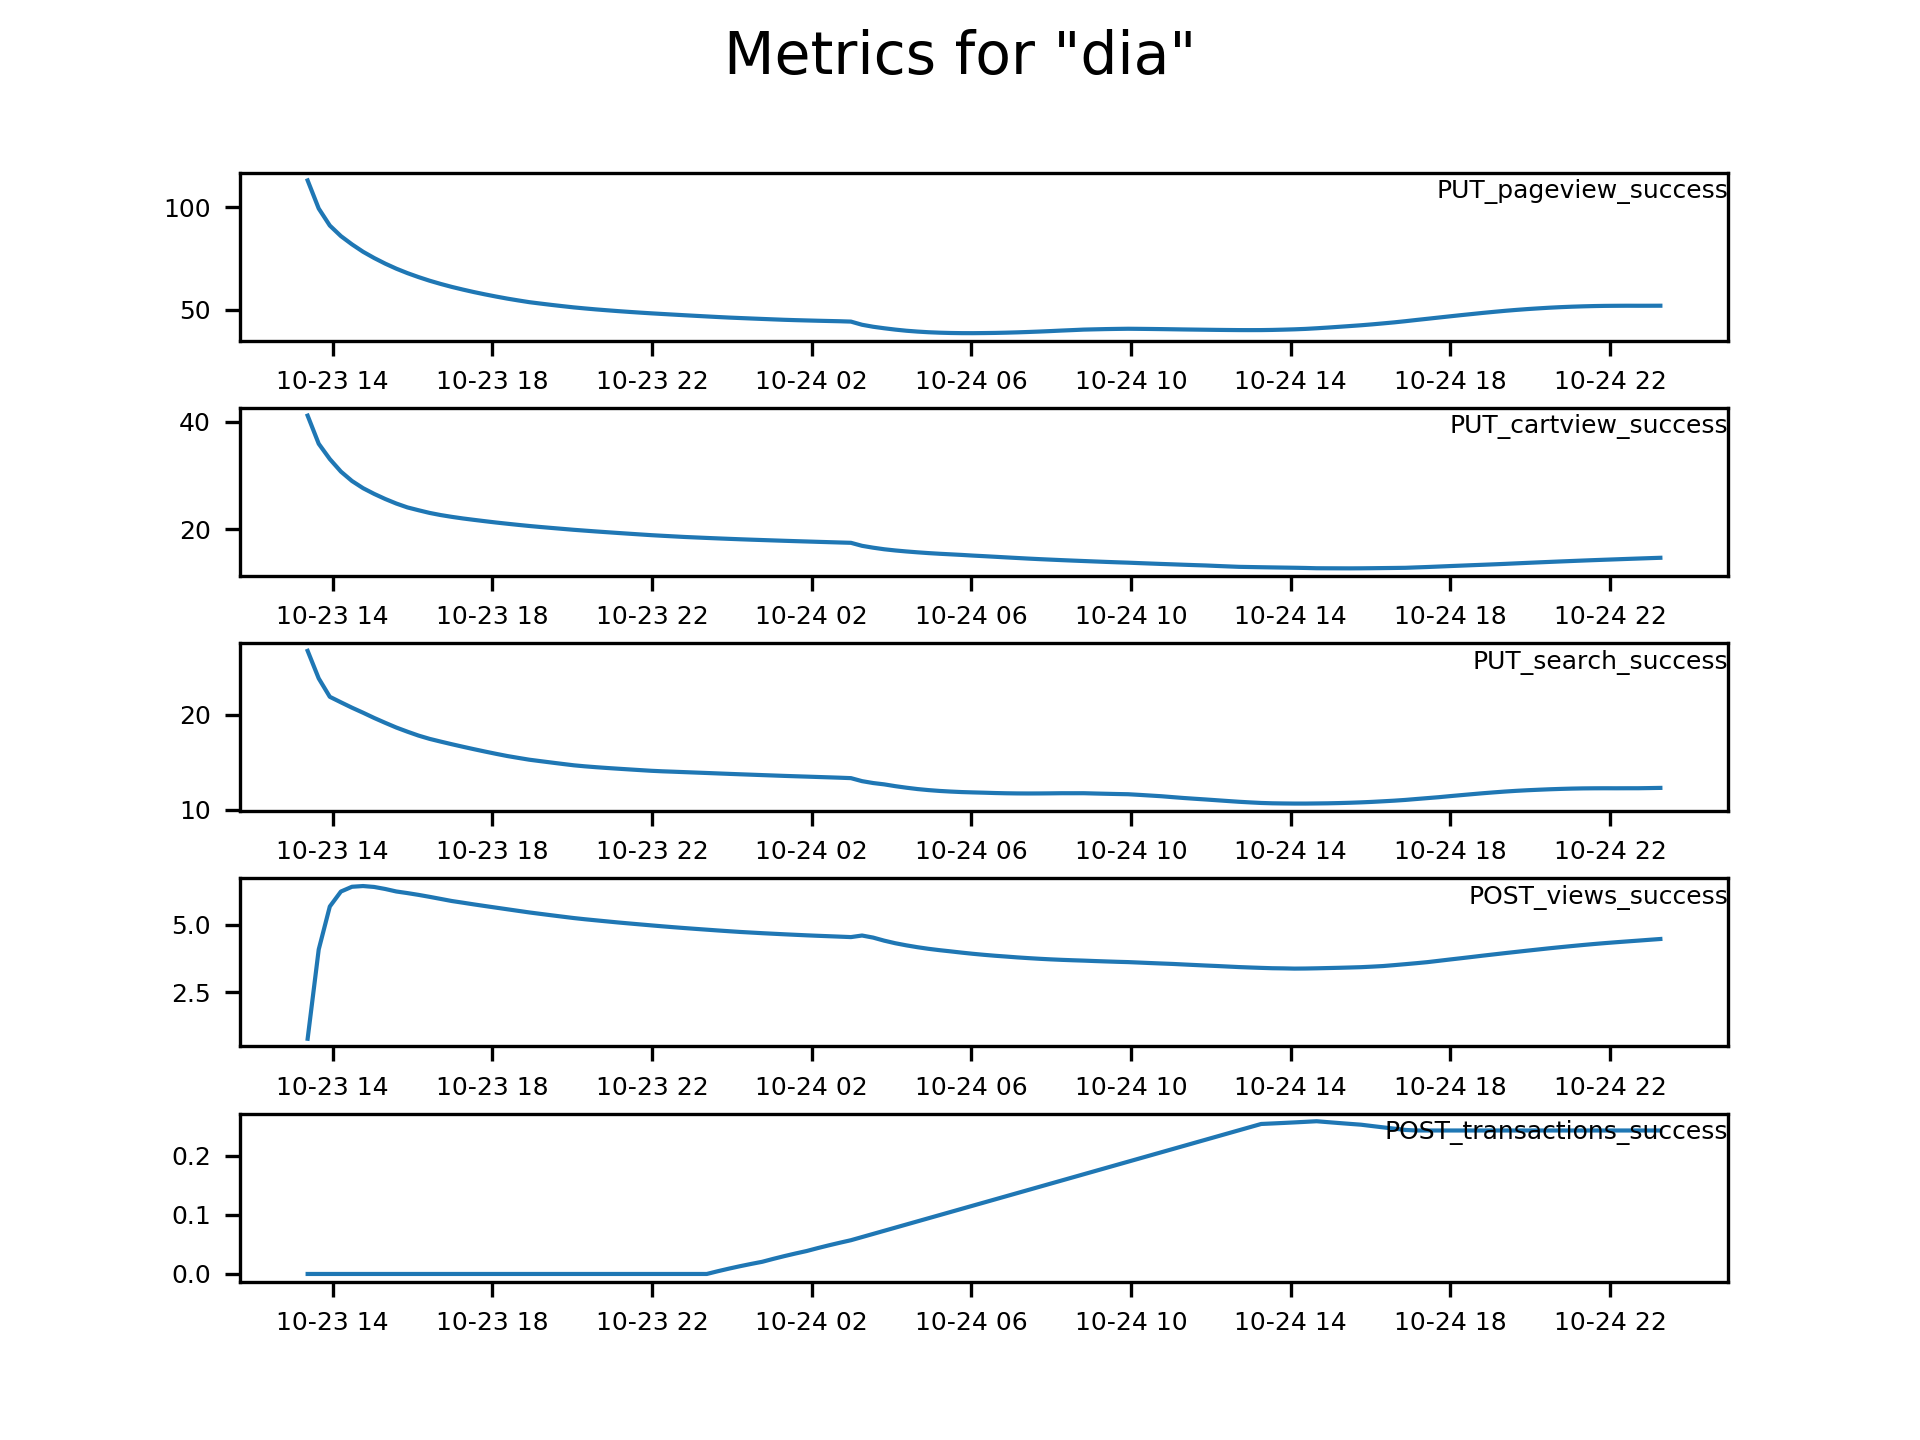 Metrics for "dia"
PUT_pageview_success
100
50
10-23 14 10-23 18 10-23 22 10-24 02 10-24 06 10-24 10 10-24 14 10-24 18 10-24 22
PUT_cartview_success
40
20
10-23 14 10-23 18 10-23 22 10-24 02 10-24 06 10-24 10 10-24 14 10-24 18 10-24 22
PUT_search_success
20
10
10-23 14 10-23 18 10-23 22 10-24 02 10-24 06 10-24 10 10-24 14 10-24 18 10-24 22
POST_views_success
5.0
2.5
10-23 14 10-23 18 10-23 22 10-24 02 10-24 06 10-24 10 10-24 14 10-24 18 10-24 22
POST_transactions_success
0.2
0.1
0.0
10-23 14 10-23 18 10-23 22 10-24 02 10-24 06 10-24 10 10-24 14 10-24 18 10-24 22